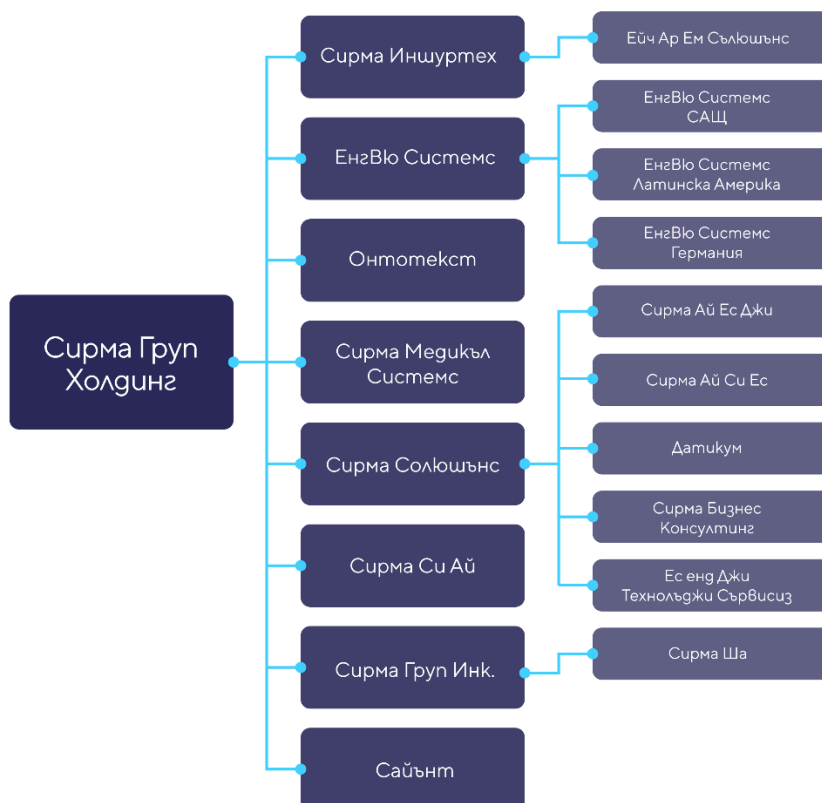 Сирма Груп
Холдинг
Сирма Иншуртех
ЕнгВю Системс
Онтотекст
Сирма Медикъл
Системс
Сирма Солюшънс
Сирма Си Ай
Сирма Груп Инк.
Сайънт
Ейч Ар Ем Сълюшънс
ЕнгВю Системс
САЩ
ЕнгВю Системс
Латинска Америка
ЕнгВю Системс
Германия
Сирма Ай Ес Джи
Сирма Ай Си Ес
Датикум
Сирма Бизнес
Консултинг
Ес енд Джи
Технолъджи Сървисиз
Сирма Ша